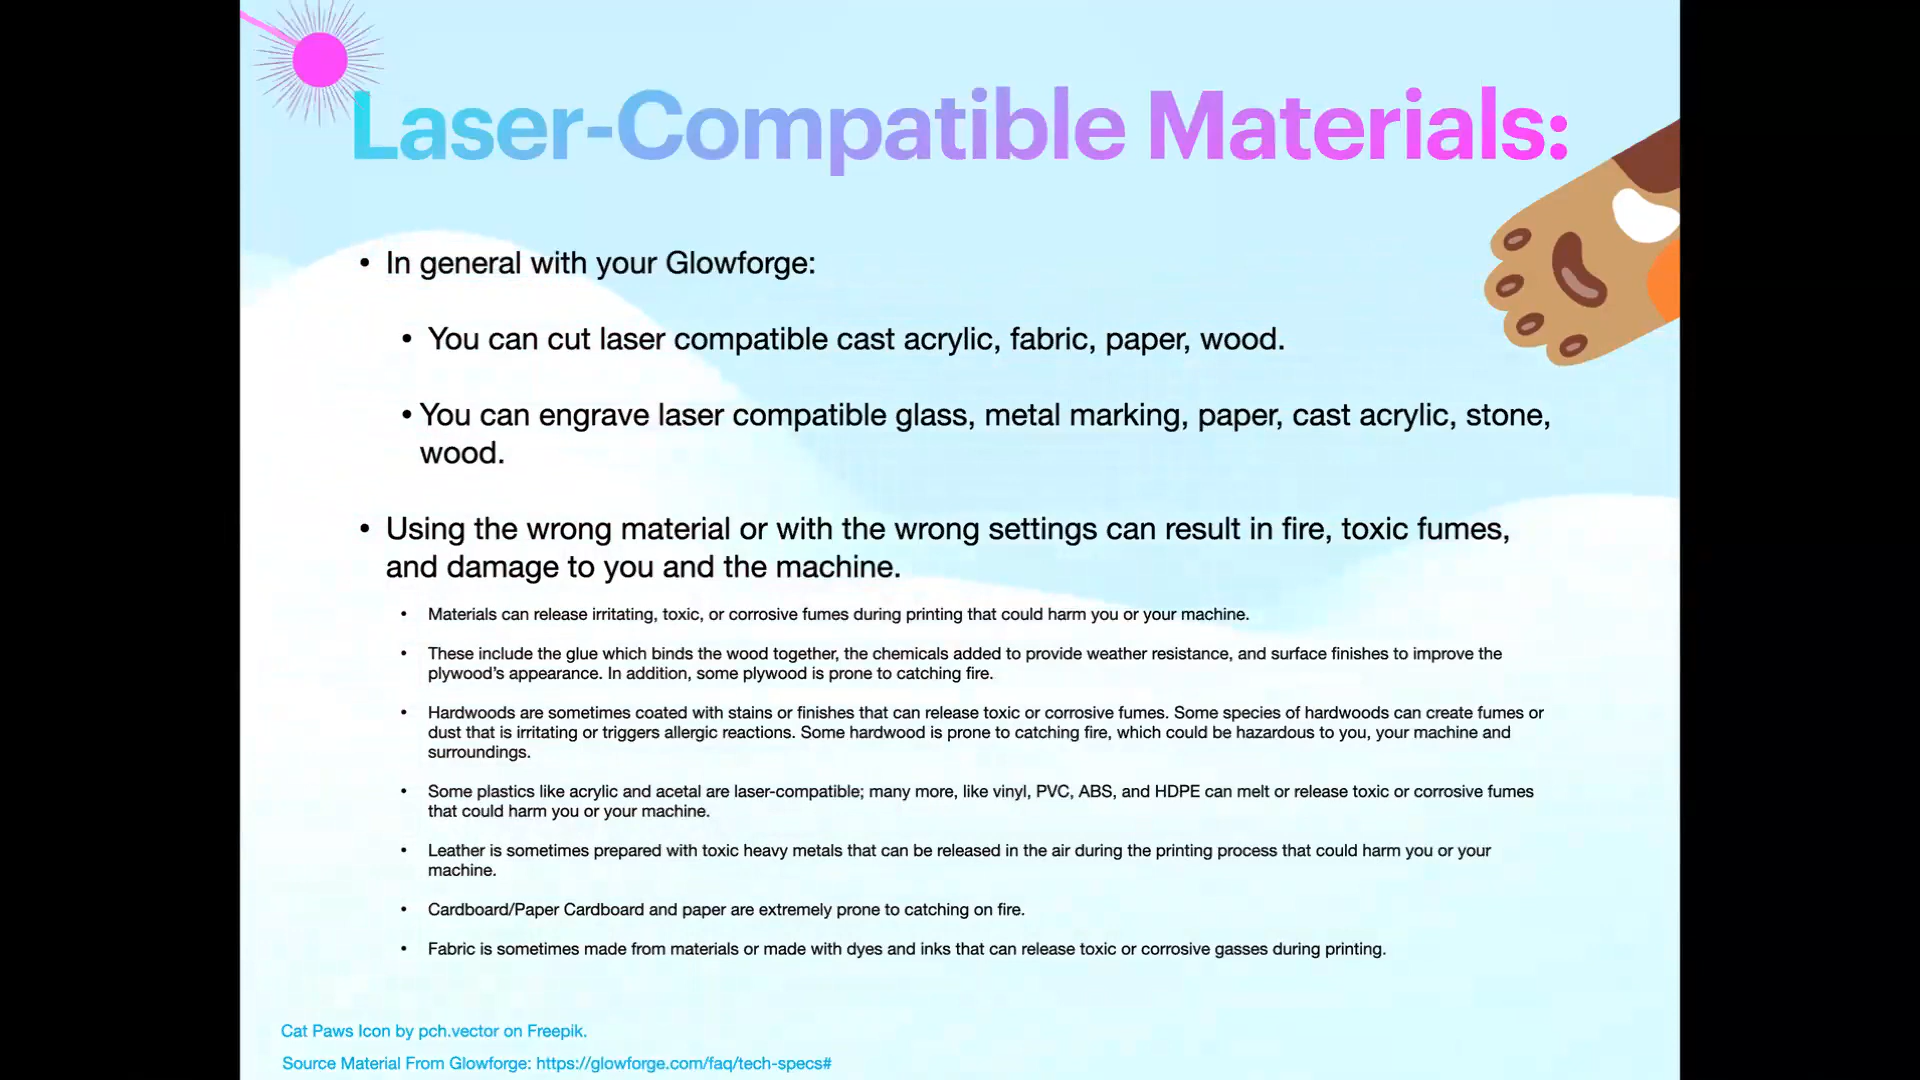 Laser-Compatible Materials:
• In general with your Glowforge:
• You can cut laser compatible cast acrylic, fabric, paper, wood.
• You can engrave laser compatible glass, metal marking, paper, cast acrylic, stone,
wood.
• Using the wrong material or with the wrong settings can result in fire, toxic fumes,
and damage to you and the machine.
• Materials can release irritating, toxic, or corrosive fumes during printing that could harm you or your machine.
• These include the glue which binds the wood together, the chemicals added to provide weather resistance, and surface finishes to improve the
plywood’s appearance. In addition, some plywood is prone to catching fire.
• Hardwoods are sometimes coated with stains or finishes that can release toxic or corrosive fumes. Some species of hardwoods can create fumes or
dust that is irritating or triggers allergic reactions. Some hardwood is prone to catching fire, which could be hazardous to you, your machine and
surroundings.
• Some plastics like acrylic and acetal are laser-compatible; many more, like vinyl, PVC, ABS, and HDPE can melt or release toxic or corrosive fumes
that could harm you or your machine.
• Leather is sometimes prepared with toxic heavy metals that can be released in the air during the printing process that could harm you or your
machine.
• Cardboard/Paper Cardboard and paper are extremely prone to catching on fire.
• Fabric is sometimes made from materials or made with dyes and inks that can release toxic or corrosive gasses during printing.
Cat Paws Icon by pch.vector on Freepik.
Source Material From Glowforge: https://glowforge.com/faq/tech-specs#